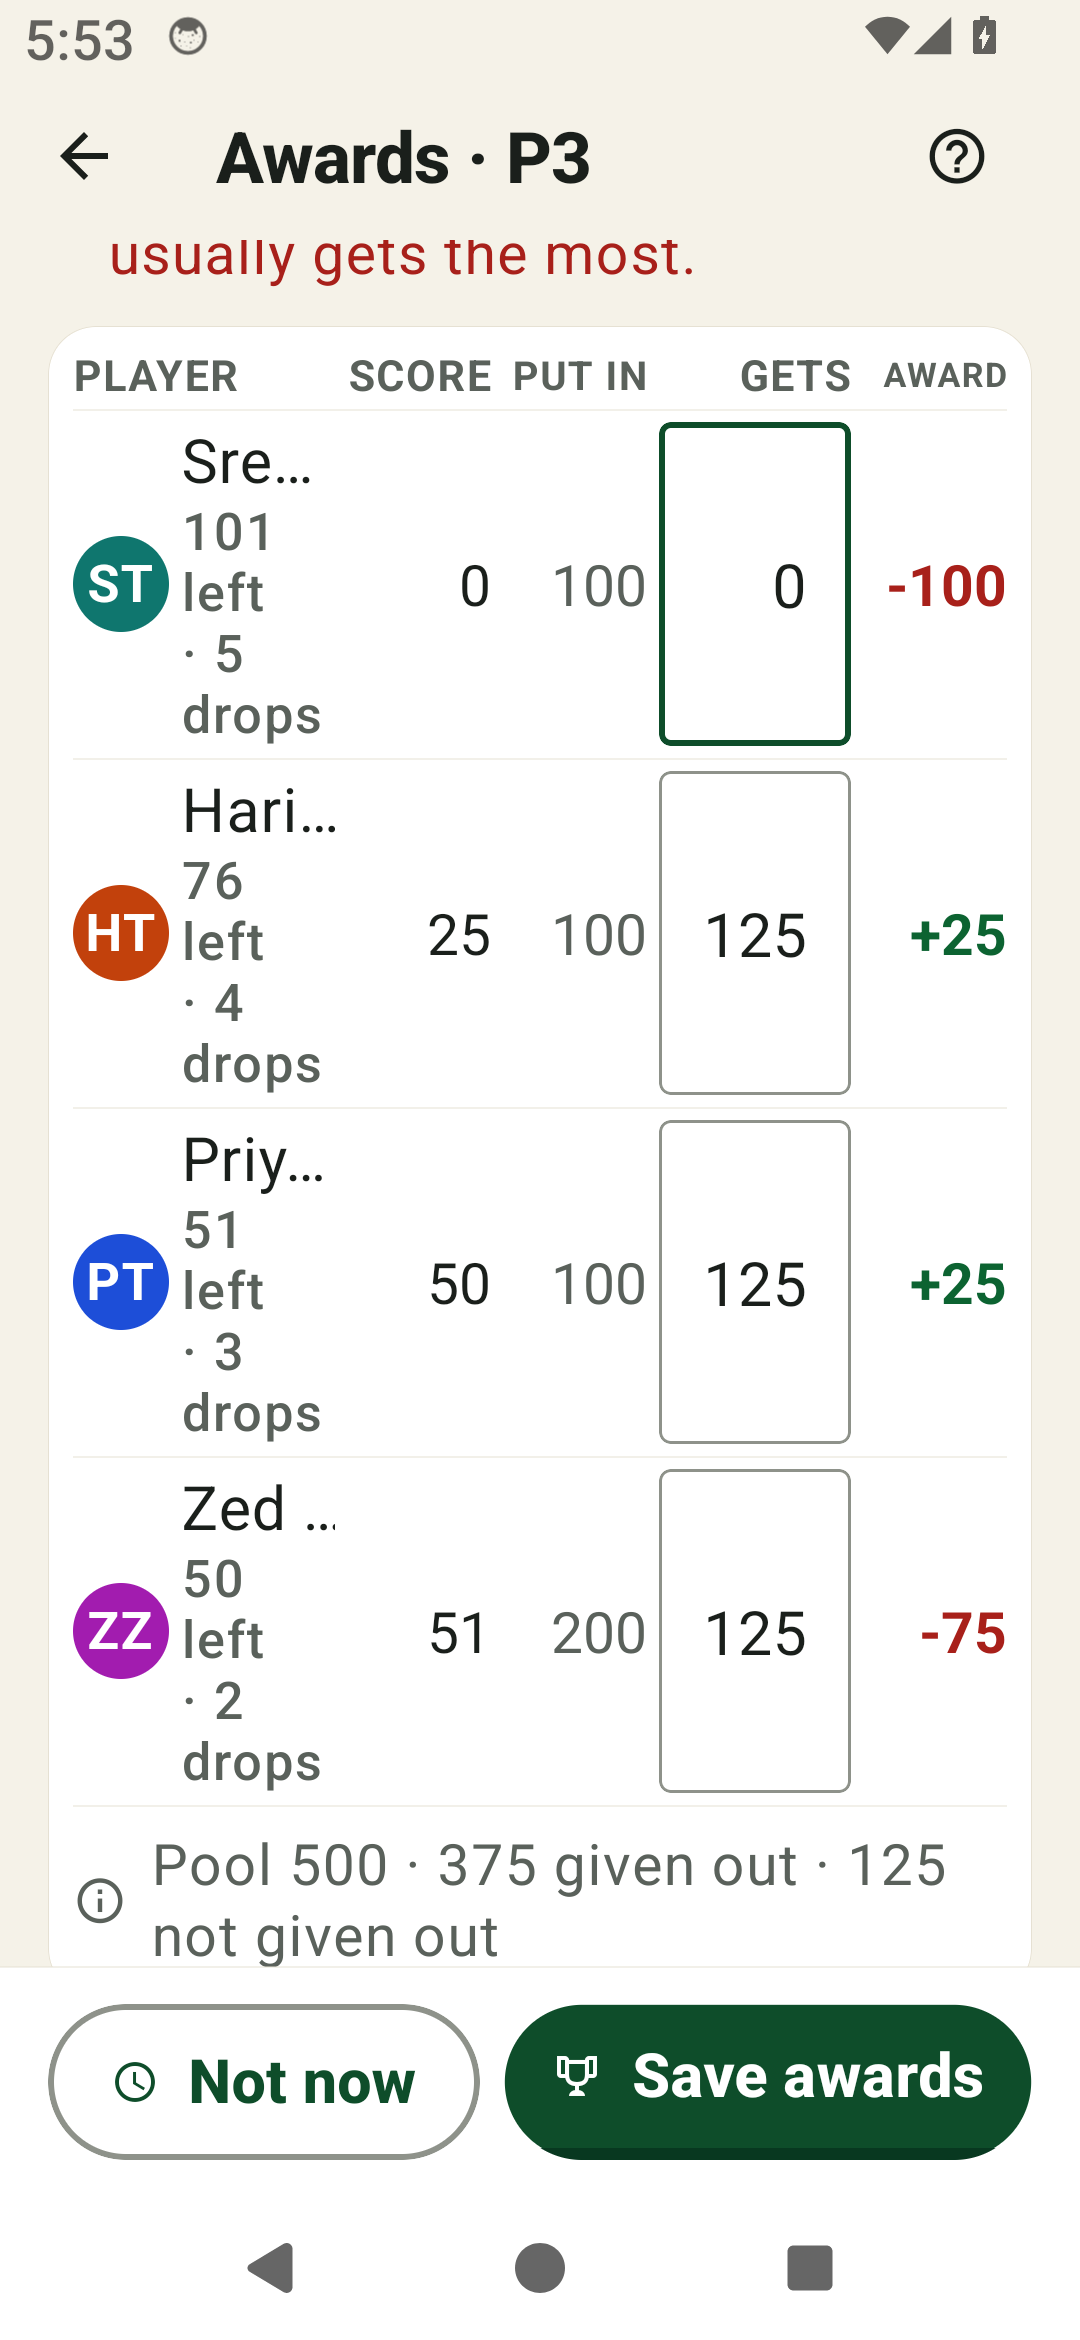 5:53
Awards · P3
usually gets the most.
PLAYER SCORE PUT IN GETS AWARD
Sre...
101
left
· 5
drops
ST 0 100 0 -100
Hari...
76
left
· 4
drops
HT 25 100 125 +25
Priy...
51
left
· 3
drops
PT 50 100 125 +25
Zed ...
50
left
· 2
drops
ZZ 51 200 125 -75
Pool 500 · 375 given out · 125
not given out
Not now Save awards